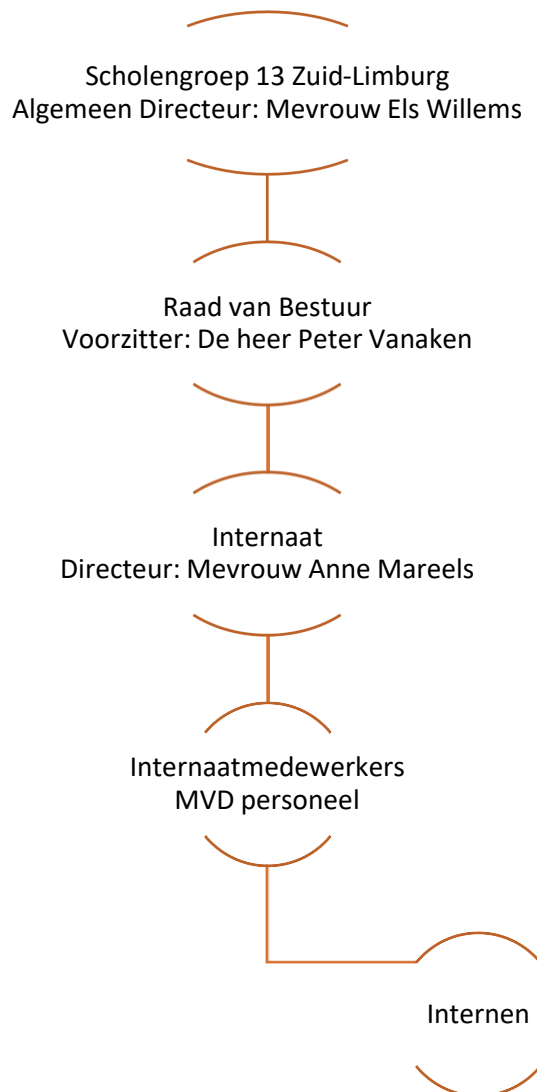 Scholengroep 13 Zuid-Limburg
Algemeen Directeur: Mevrouw Els Willems
Raad van Bestuur
Voorzitter: De heer Peter Vanaken
Internaat
Directeur: Mevrouw Anne Mareels
Internaatmedewerkers
MVD personeel
Internen